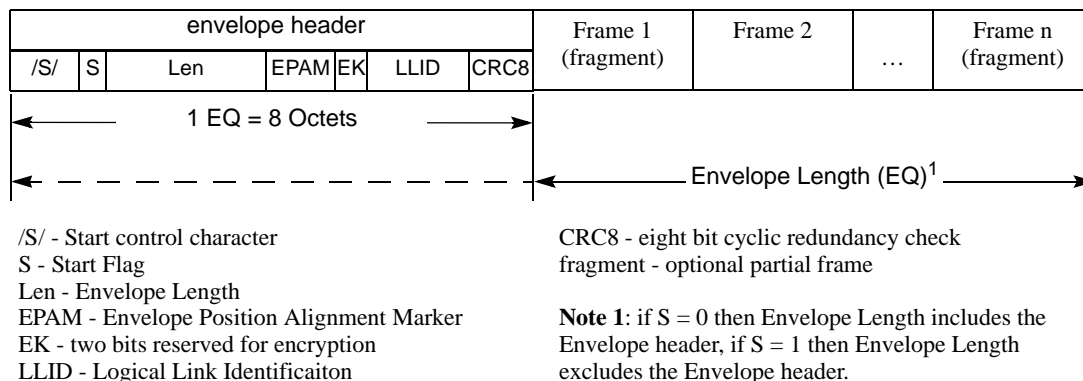 envelope header
Frame 1 (fragment)
Frame 2
…
Frame n (fragment)
/S/ S Len EPAM EK LLID CRC8
1 EQ = 8 Octets
Envelope Length (EQ)1
/S/ - Start control character
S - Start Flag
Len - Envelope Length
EPAM - Envelope Position Alignment Marker
EK - two bits reserved for encryption
LLID - Logical Link Identificaiton
CRC8 - eight bit cyclic redundancy check
fragment - optional partial frame
Note 1: if S = 0 then Envelope Length includes the
Envelope header, if S = 1 then Envelope Length
excludes the Envelope header.